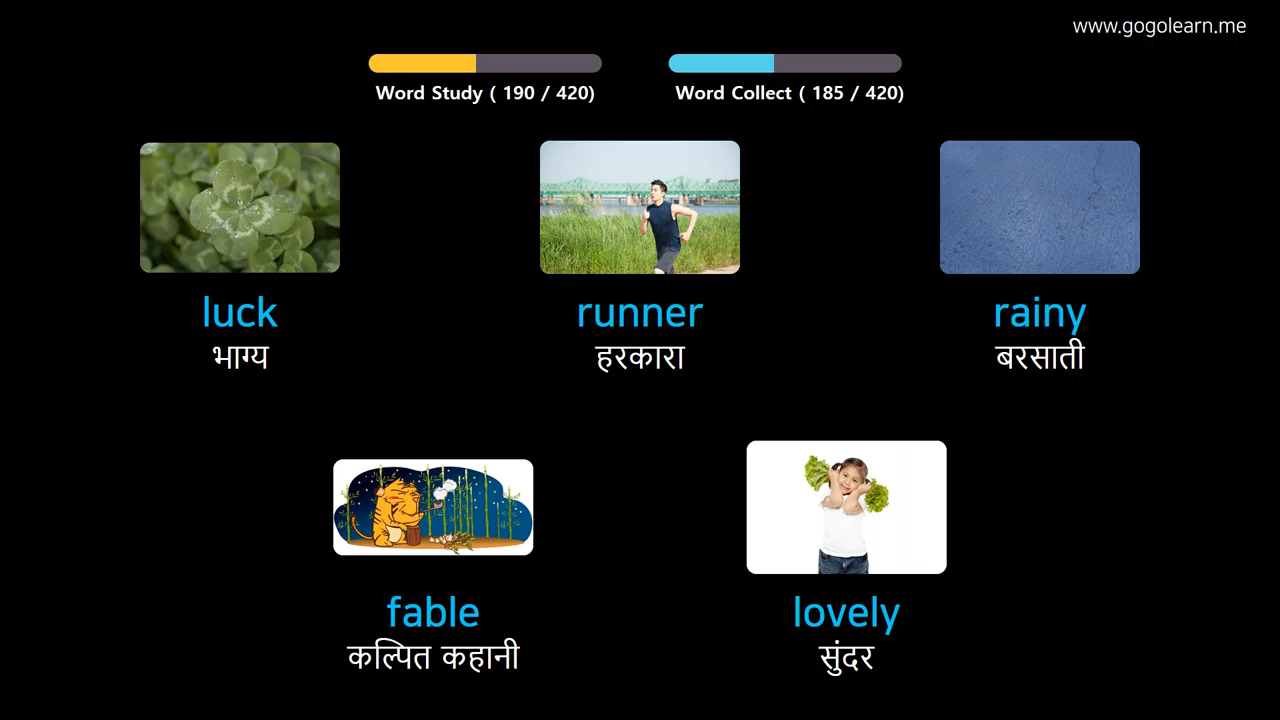 www.gogolearn.me
Word Study ( 190 / 420)
Word Collect ( 185 / 420)
luck
भाग्य
runner
हरकारा
rainy
बरसाती
fable
कल्पित कहानी
lovely
सुंदर